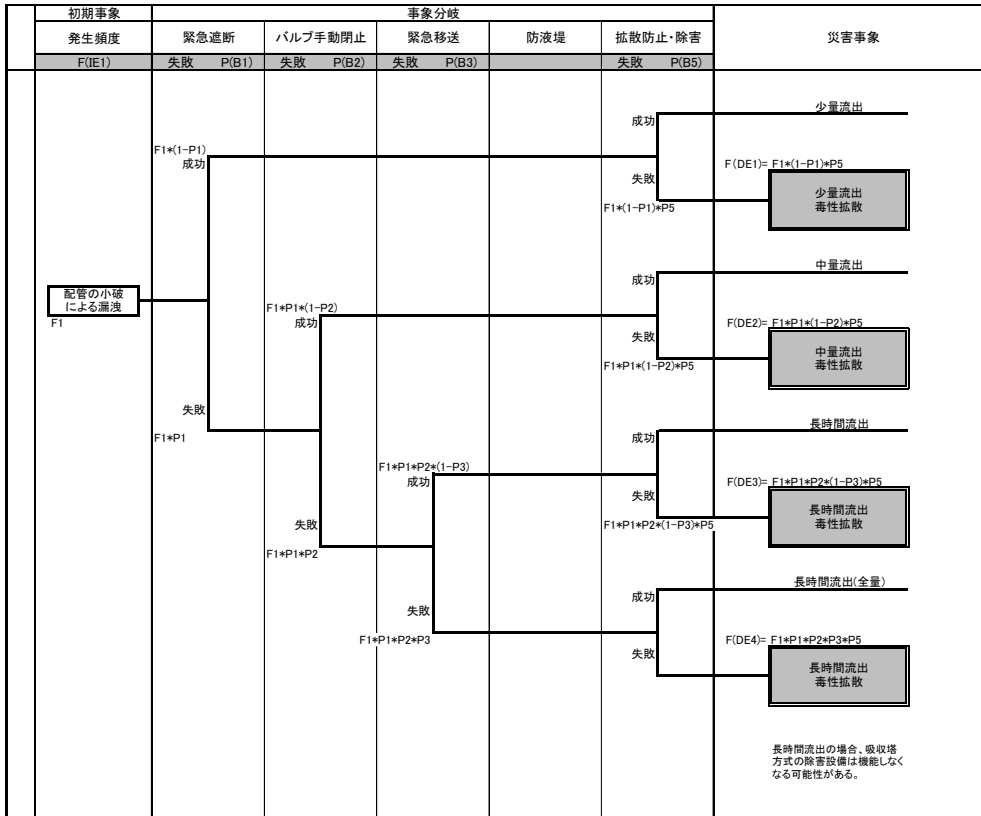 初期事象
事象分岐
発生頻度
緊急遮断
バルブ手動閉止
緊急移送
防液堤
拡散防止・除害
災害事象
F(IE1)
失敗 P(B1)
失敗 P(B2)
失敗 P(B3)
失敗 P(B5)
少量流出
成功
F1*(1-P1)
成功
F(DE1)= F1*(1-P1)*P5
失敗
少量流出
毒性拡散
F1*(1-P1)*P5
中量流出
成功
配管の小破
による漏洩
F1
F1*P1*(1-P2)
成功
F(DE2)= F1*P1*(1-P2)*P5
失敗
中量流出
毒性拡散
F1*P1*(1-P2)*P5
失敗
F1*P1
長時間流出
成功
F1*P1*P2*(1-P3)
成功
F(DE3)= F1*P1*P2*(1-P3)*P5
失敗
長時間流出
毒性拡散
F1*P1*P2*(1-P3)*P5
失敗
F1*P1*P2
長時間流出(全量)
成功
失敗
F1*P1*P2*P3
F(DE4)= F1*P1*P2*P3*P5
失敗
長時間流出
毒性拡散
長時間流出の場合、吸収塔
方式の除害設備は機能しなく
なる可能性がある。